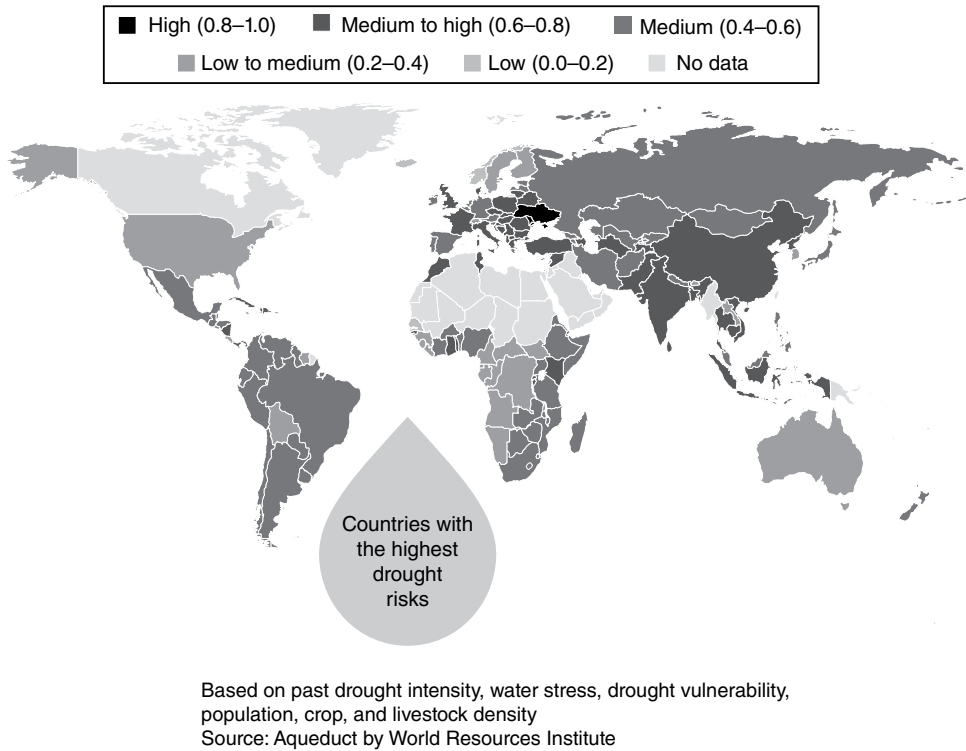 High (0.8–1.0) Medium to high (0.6–0.8) Medium (0.4–0.6)
Low to medium (0.2–0.4) Low (0.0–0.2) No data
Countries with
the highest
drought
risks
Based on past drought intensity, water stress, drought vulnerability,
population, crop, and livestock density
Source: Aqueduct by World Resources Institute